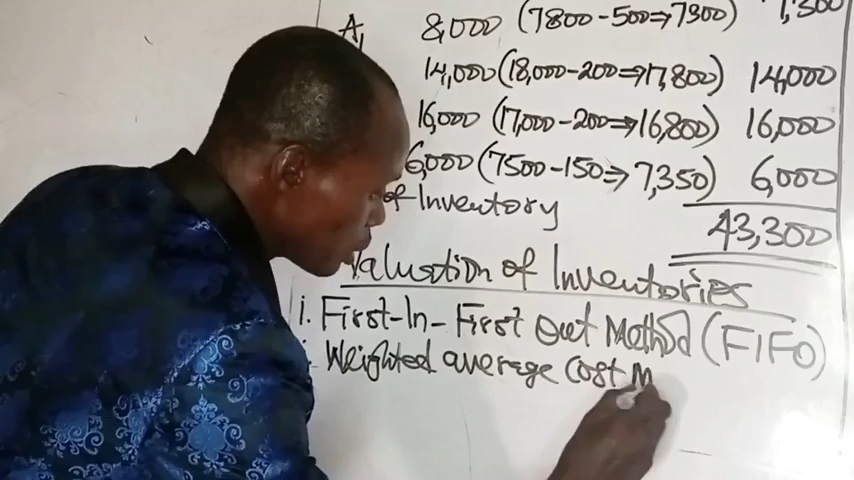 A, 8,000 (7800-500⇒7300) 7,300
14,000 (18,000-200⇒17,800) 14,000
16,000 (17,000-200⇒16,800) 16,000
6,000 (7500-150⇒7,350) 6,000
of Inventory 43,300
Valuation of Inventories
i. First-In-First Out Method (FIFO)
Weighted average cost M